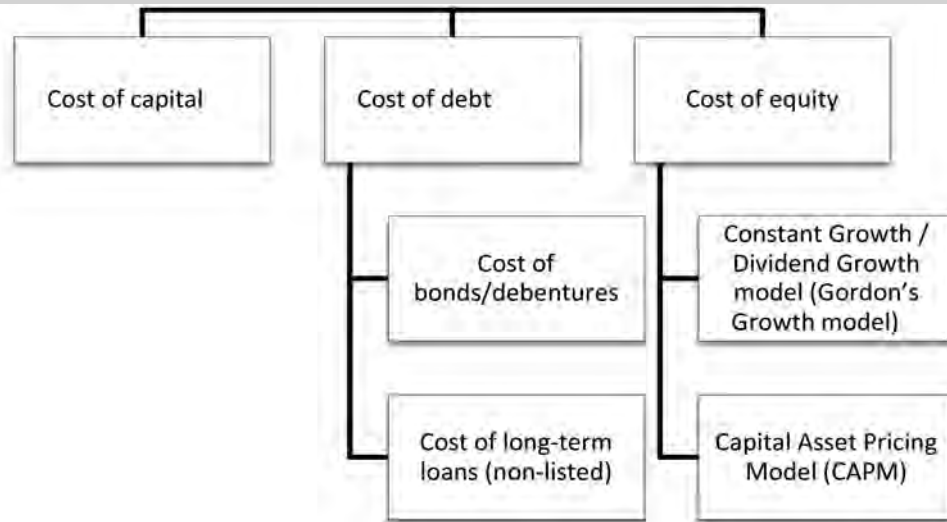 Cost of capital
Cost of debt
Cost of equity
Cost of
bonds/debentures
Constant Growth /
Dividend Growth
model (Gordon's
Growth model)
Cost of long-term
loans (non-listed)
Capital Asset Pricing
Model (CAPM)